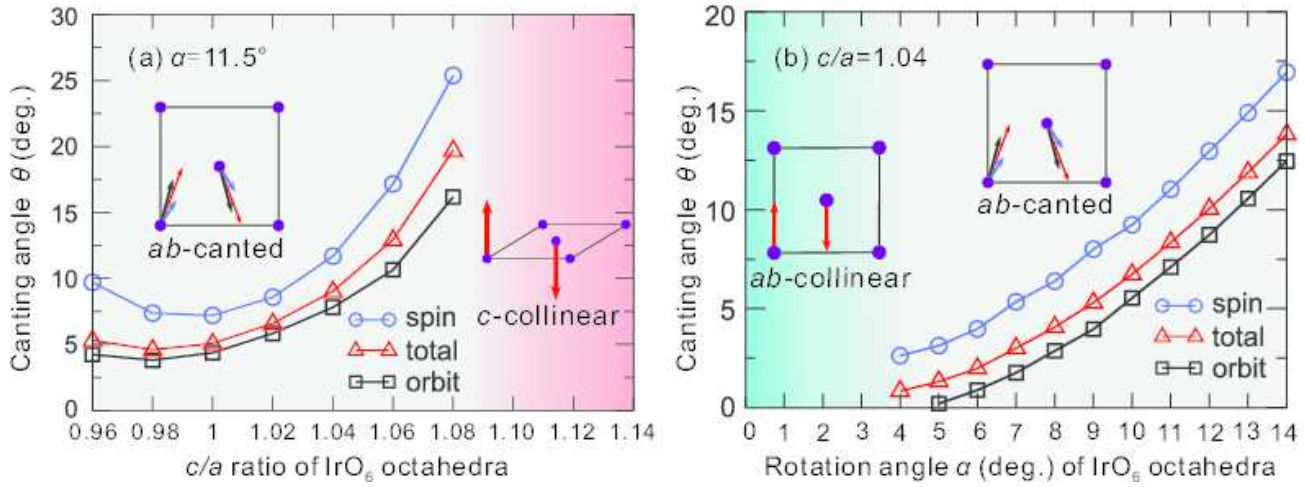 (a) α=11.5°
Canting angle θ (deg.)
30
25
20
15
10
5
0
ab-canted
c-collinear
spin
total
orbit
0.96 0.98 1 1.02 1.04 1.06 1.08 1.10 1.12 1.14
c/a ratio of IrO₆ octahedra
(b) c/a=1.04
Canting angle θ (deg.)
20
15
10
5
0
ab-collinear
ab-canted
spin
total
orbit
0 1 2 3 4 5 6 7 8 9 10 11 12 13 14
Rotation angle α (deg.) of IrO₆ octahedra